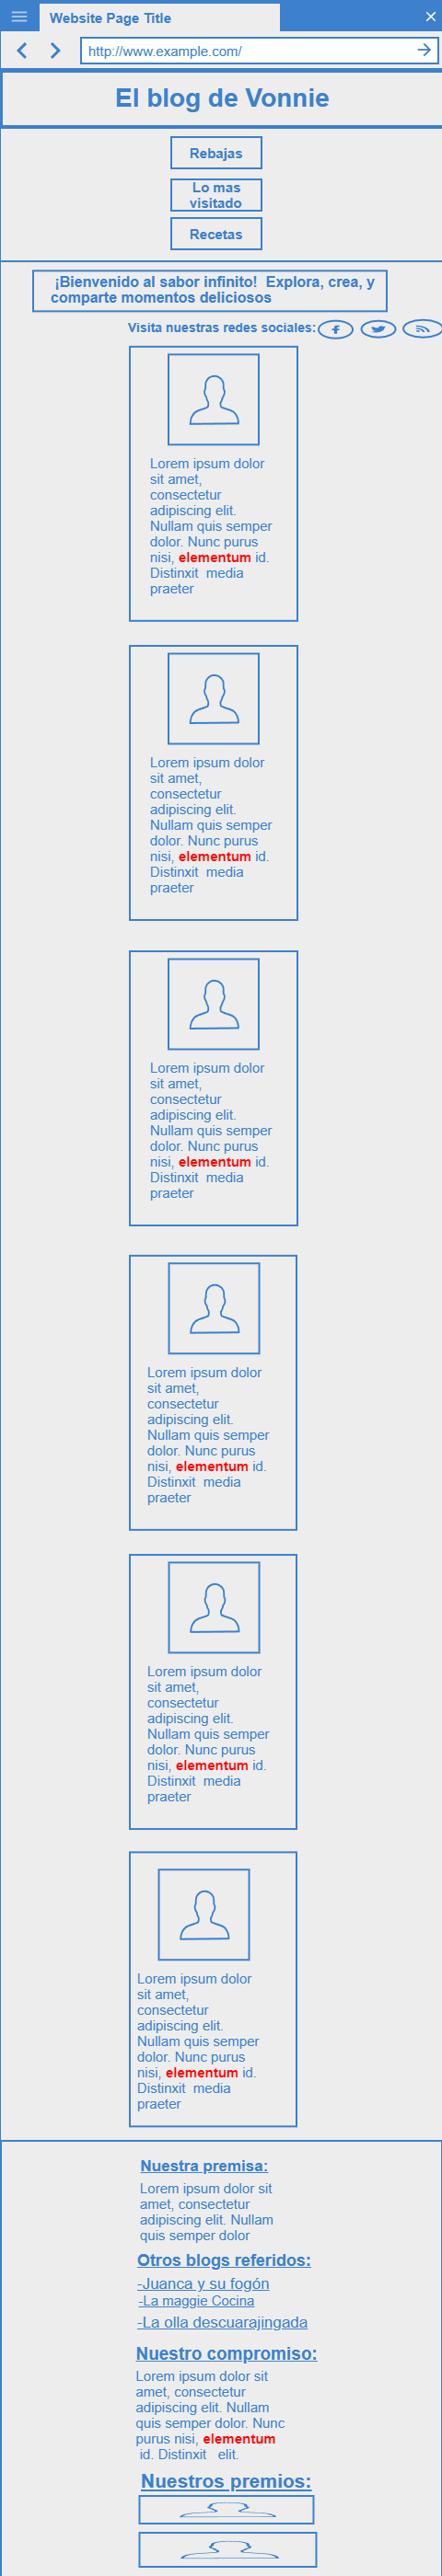 Website Page Title
http://www.example.com/
El blog de Vonnie
Rebajas
Lo mas
visitado
Recetas
¡Bienvenido al sabor infinito! Explora, crea, y
comparte momentos deliciosos
Visita nuestras redes sociales:
Lorem ipsum dolor
sit amet,
consectetur
adipiscing elit.
Nullam quis semper
dolor. Nunc purus
nisi, elementum id.
Distinxit media
praeter
Lorem ipsum dolor
sit amet,
consectetur
adipiscing elit.
Nullam quis semper
dolor. Nunc purus
nisi, elementum id.
Distinxit media
praeter
Lorem ipsum dolor
sit amet,
consectetur
adipiscing elit.
Nullam quis semper
dolor. Nunc purus
nisi, elementum id.
Distinxit media
praeter
Lorem ipsum dolor
sit amet,
consectetur
adipiscing elit.
Nullam quis semper
dolor. Nunc purus
nisi, elementum id.
Distinxit media
praeter
Lorem ipsum dolor
sit amet,
consectetur
adipiscing elit.
Nullam quis semper
dolor. Nunc purus
nisi, elementum id.
Distinxit media
praeter
Lorem ipsum dolor
sit amet,
consectetur
adipiscing elit.
Nullam quis semper
dolor. Nunc purus
nisi, elementum id.
Distinxit media
praeter
Nuestra premisa:
Lorem ipsum dolor sit
amet, consectetur
adipiscing elit. Nullam
quis semper dolor
Otros blogs referidos:
-Juanca y su fogón
-La maggie Cocina
-La olla descuarajingada
Nuestro compromiso:
Lorem ipsum dolor sit
amet, consectetur
adipiscing elit. Nullam
quis semper dolor. Nunc
purus nisi, elementum
id. Distinxit elit.
Nuestros premios: